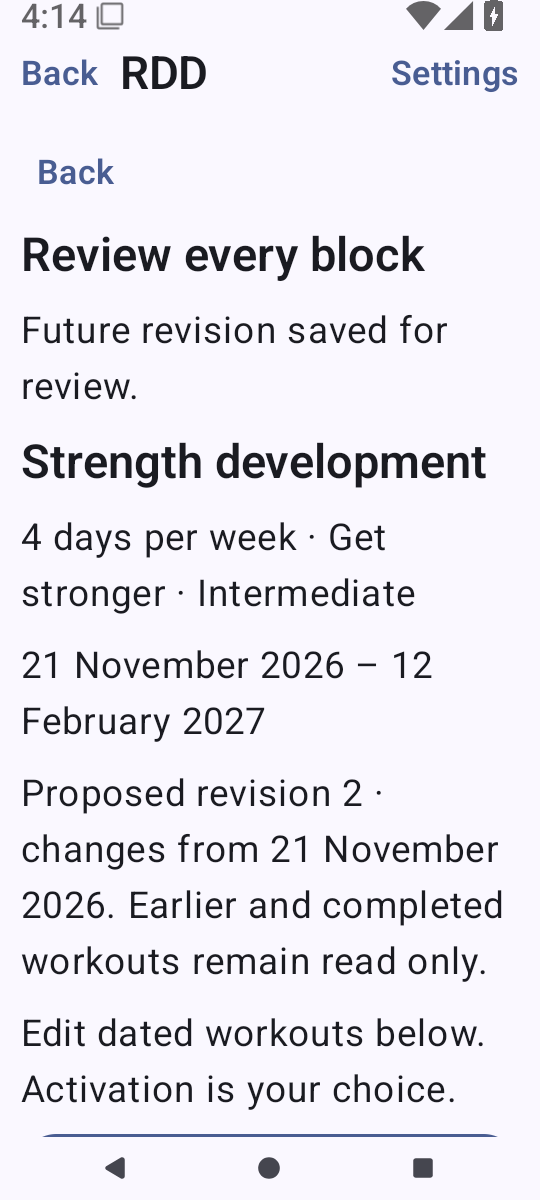 4:14
Back RDD Settings
Back
Review every block
Future revision saved for
review.
Strength development
4 days per week · Get
stronger · Intermediate
21 November 2026 – 12
February 2027
Proposed revision 2 ·
changes from 21 November
2026. Earlier and completed
workouts remain read only.
Edit dated workouts below.
Activation is your choice.